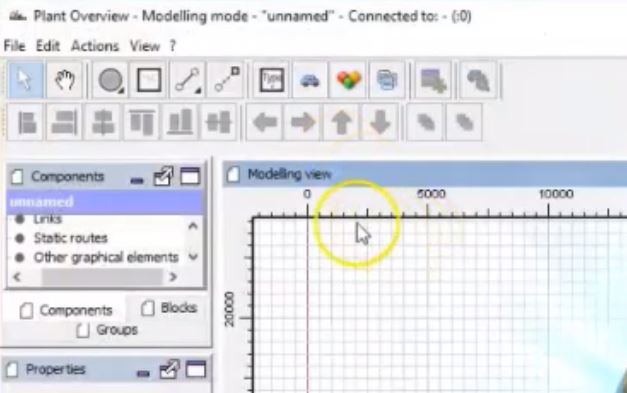 Plant Overview - Modelling mode - "unnamed" - Connected to: - (:0)
File Edit Actions View ?
Type
Components
Modelling view
unnamed
0 5000 10000
Links
Static routes
Other graphical elements
20000
Components Blocks
Groups
Properties